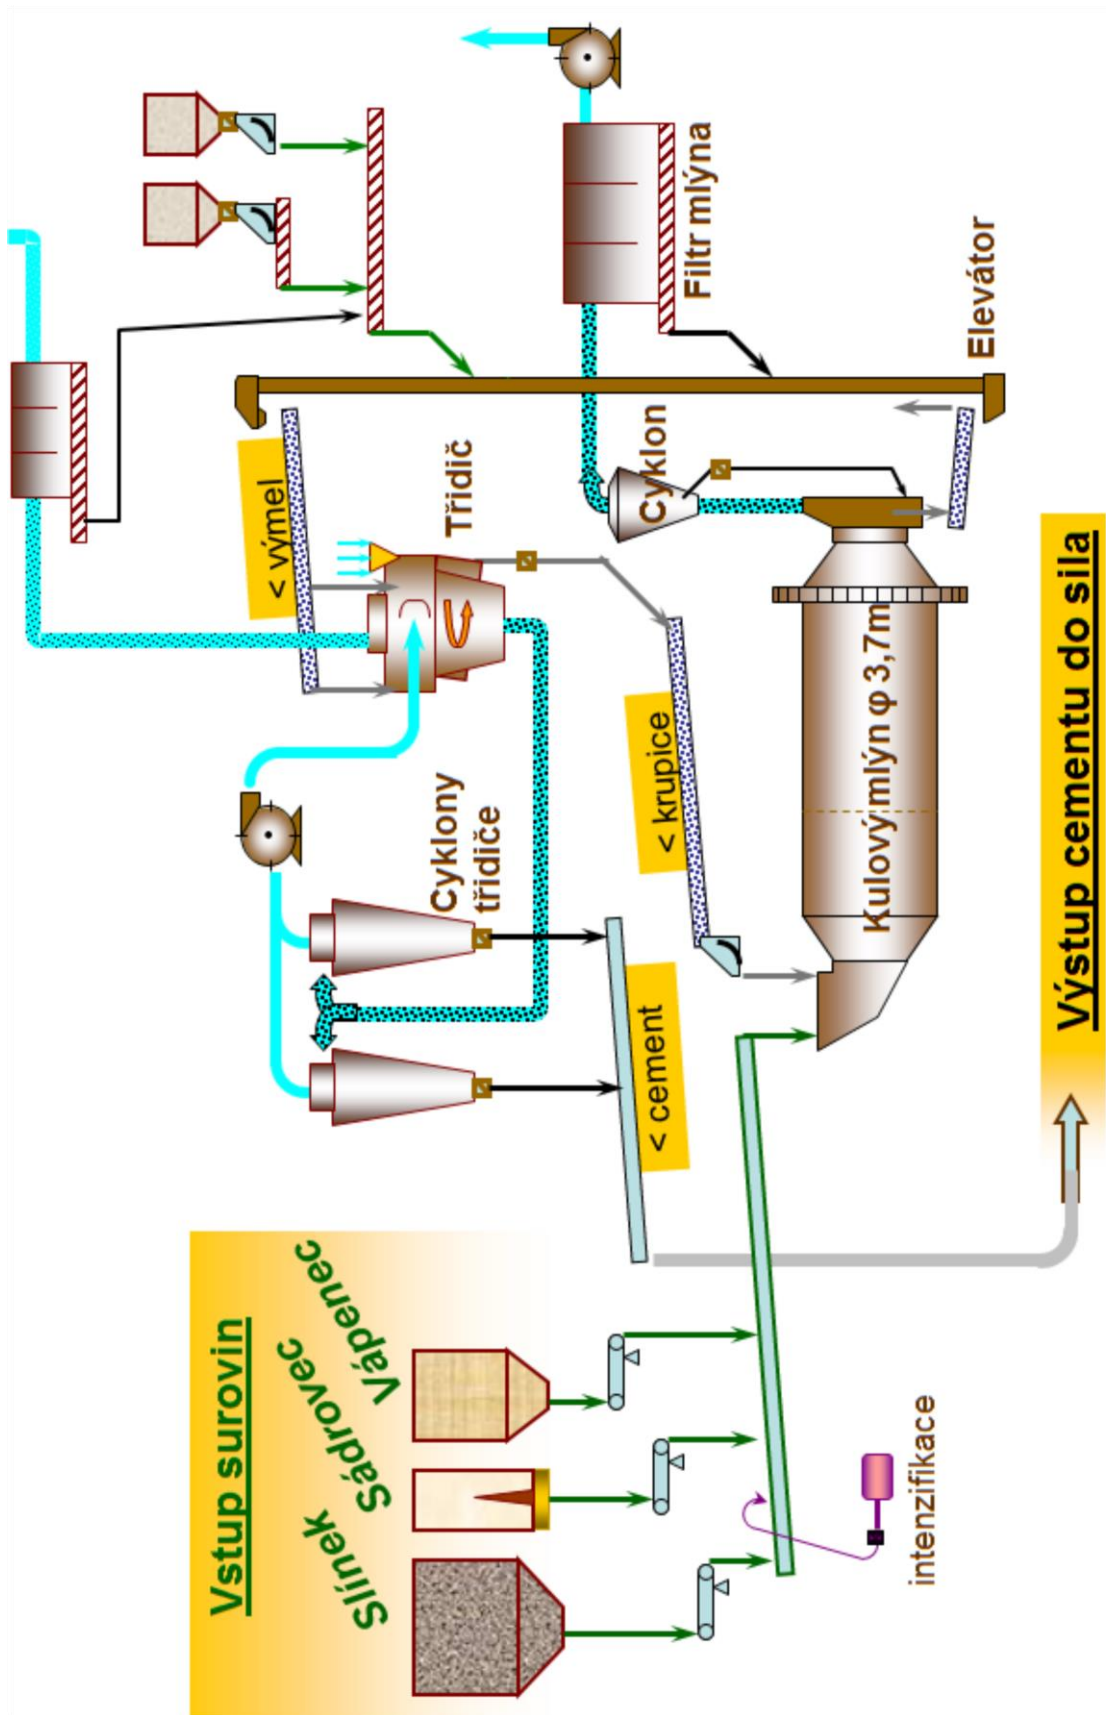 Vstup surovin
Slínek
Sádrovec
Vápenec
intenzifikace
< cement
Cyklony
třidiče
< výmel
Třidič
< krupice
Kulový mlýn φ 3,7m
Cyklon
Filtr mlýna
Elevátor
Výstup cementu do sila